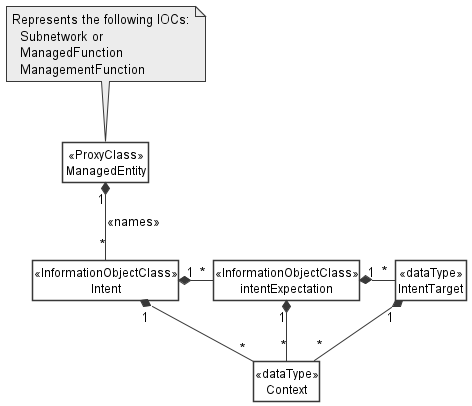 Represents the following IOCs:
Subnetwork or
ManagedFunction
ManagementFunction
«ProxyClass»
ManagedEntity
1
«names»
*
«InformationObjectClass»
Intent
1 *
«InformationObjectClass»
intentExpectation
1 *
«dataType»
IntentTarget
1
1
1
*
*
*
«dataType»
Context